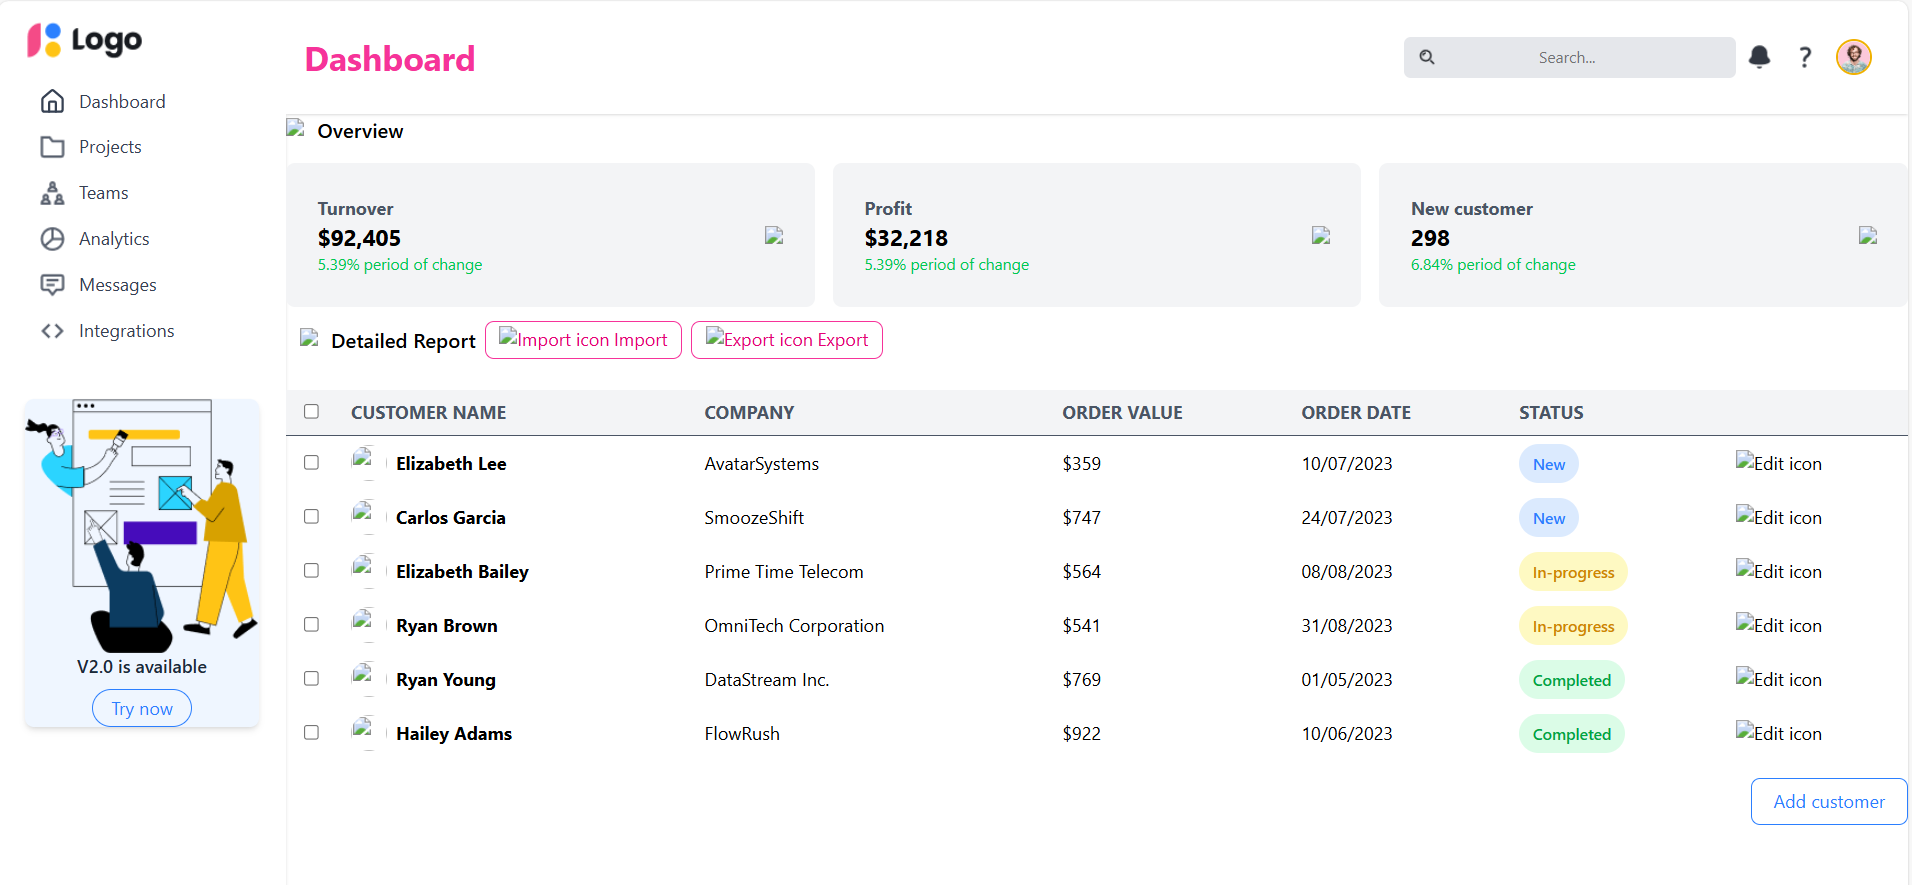 Logo
Dashboard
Projects
Teams
Analytics
Messages
Integrations
V2.0 is available
Try now
Dashboard
Search...
?
Overview
Turnover
$92,405
5.39% period of change
Profit
$32,218
5.39% period of change
New customer
298
6.84% period of change
Detailed Report Import icon Import Export icon Export
CUSTOMER NAME COMPANY ORDER VALUE ORDER DATE STATUS
Elizabeth Lee AvatarSystems $359 10/07/2023 New Edit icon
Carlos Garcia SmoozeShift $747 24/07/2023 New Edit icon
Elizabeth Bailey Prime Time Telecom $564 08/08/2023 In-progress Edit icon
Ryan Brown OmniTech Corporation $541 31/08/2023 In-progress Edit icon
Ryan Young DataStream Inc. $769 01/05/2023 Completed Edit icon
Hailey Adams FlowRush $922 10/06/2023 Completed Edit icon
Add customer